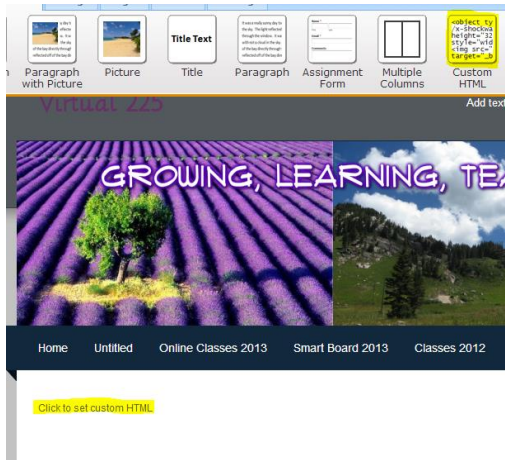 Paragraph with Picture
Picture
Title Text
Title
Paragraph
Assignment Form
Multiple Columns
<object ty
/x-shockwa
height="32
style="wid
<img src="
target="_b
Custom HTML
Virtual 225
Add text
GROWING, LEARNING, TE
Home Untitled Online Classes 2013 Smart Board 2013 Classes 2012
Click to set custom HTML